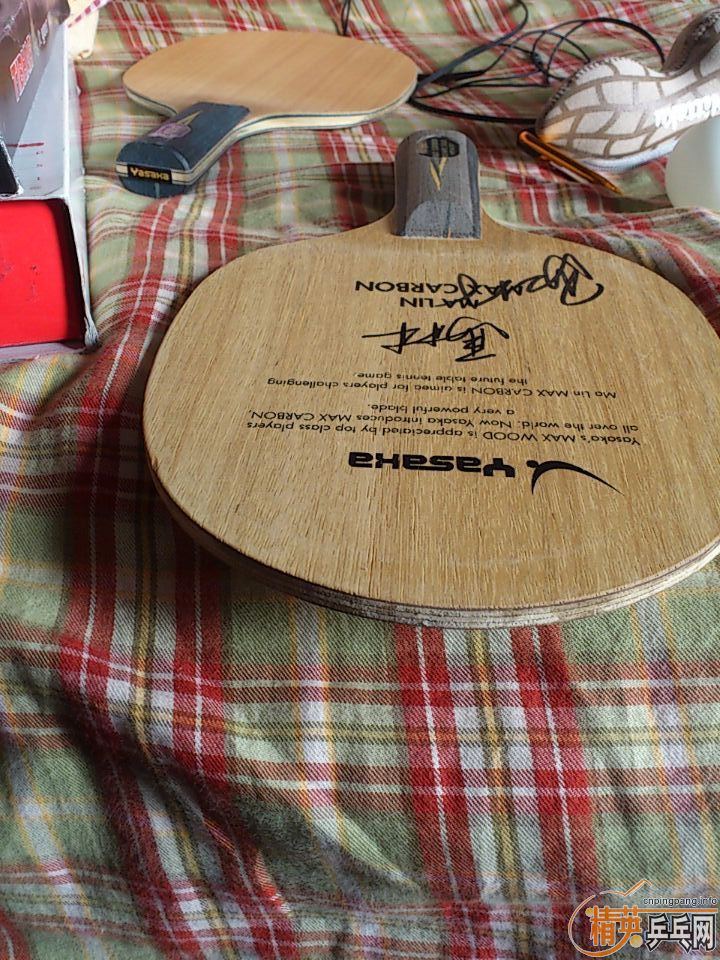 Yasaka
Yasaka's MAX WOOD is appreciated by top class players
all over the world. Now Yasaka introduces MAX CARBON,
a very powerful blade.
Ma Lin MAX CARBON is aimed for players challenging
the future table tennis game.
马林
MA LIN
MAX CARBON
Yasaka
cnpingpang.info
精英乒乓网